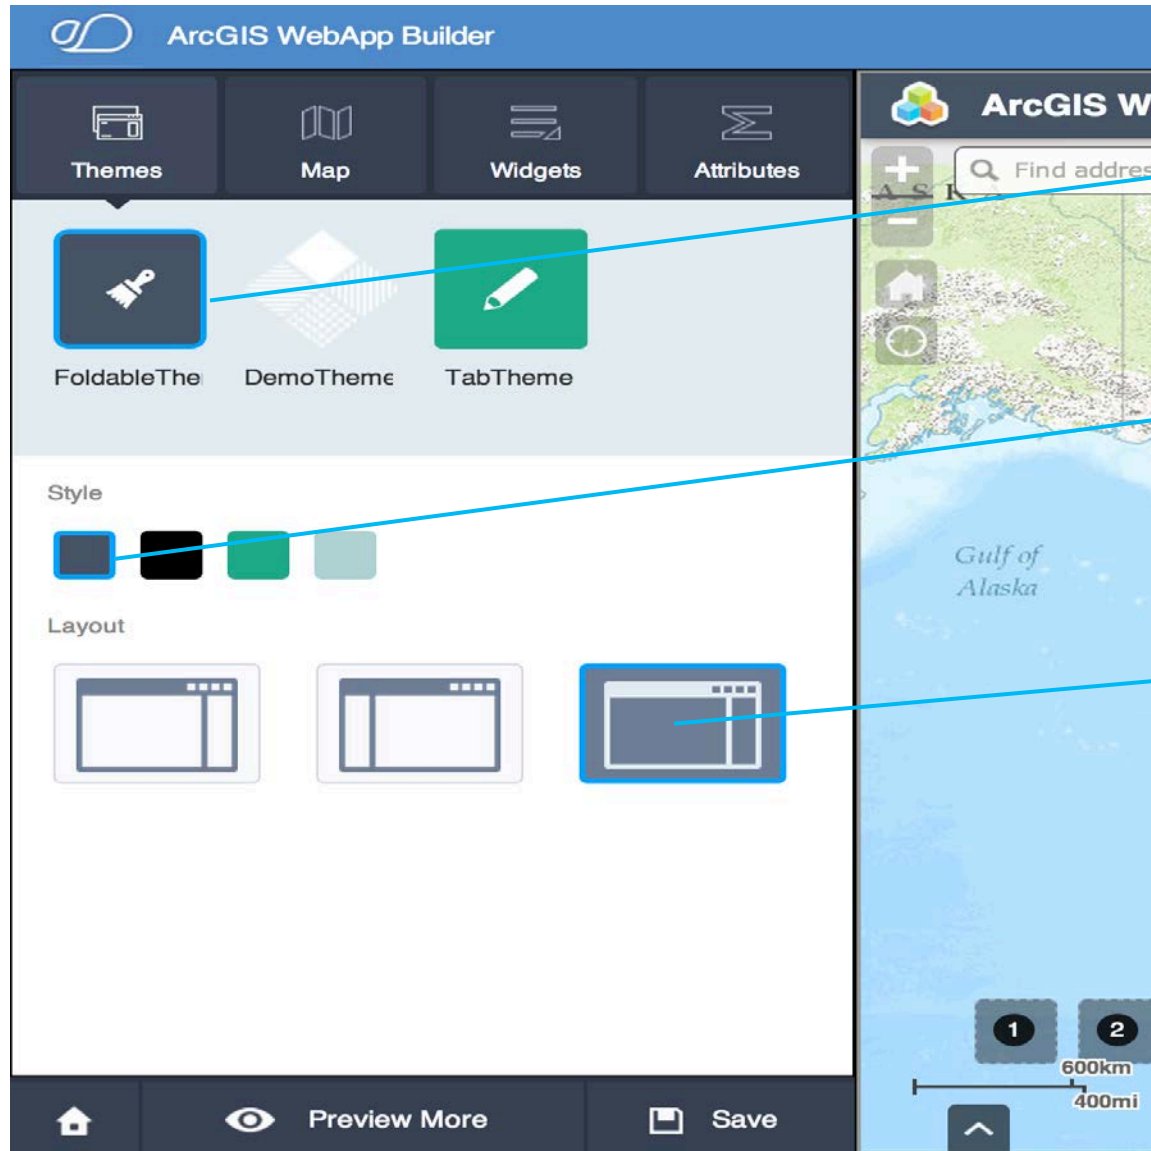 ArcGIS WebApp Builder
Themes
Map
Widgets
Attributes
FoldableThe
DemoTheme
TabTheme
Style
Layout
Preview More
Save
ArcGIS W
Find addres
A S K A
Gulf of
Alaska
1
2
600km
400mi